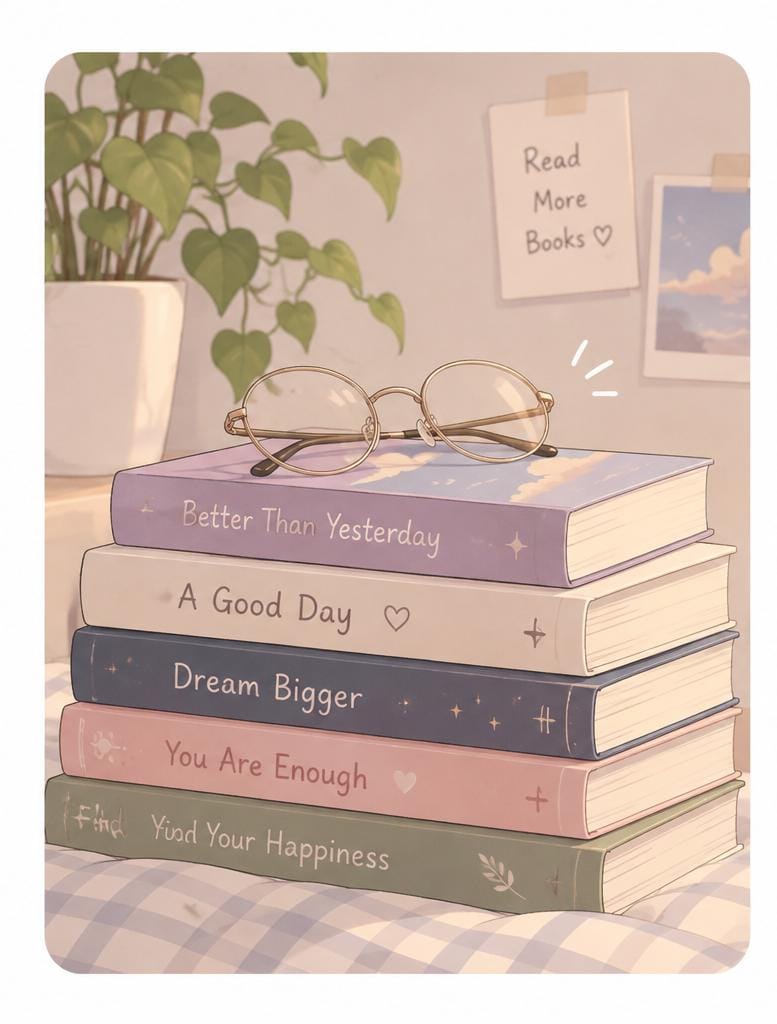 Read
More
Books
Better Than Yesterday
A Good Day
Dream Bigger
You Are Enough
Your Happiness